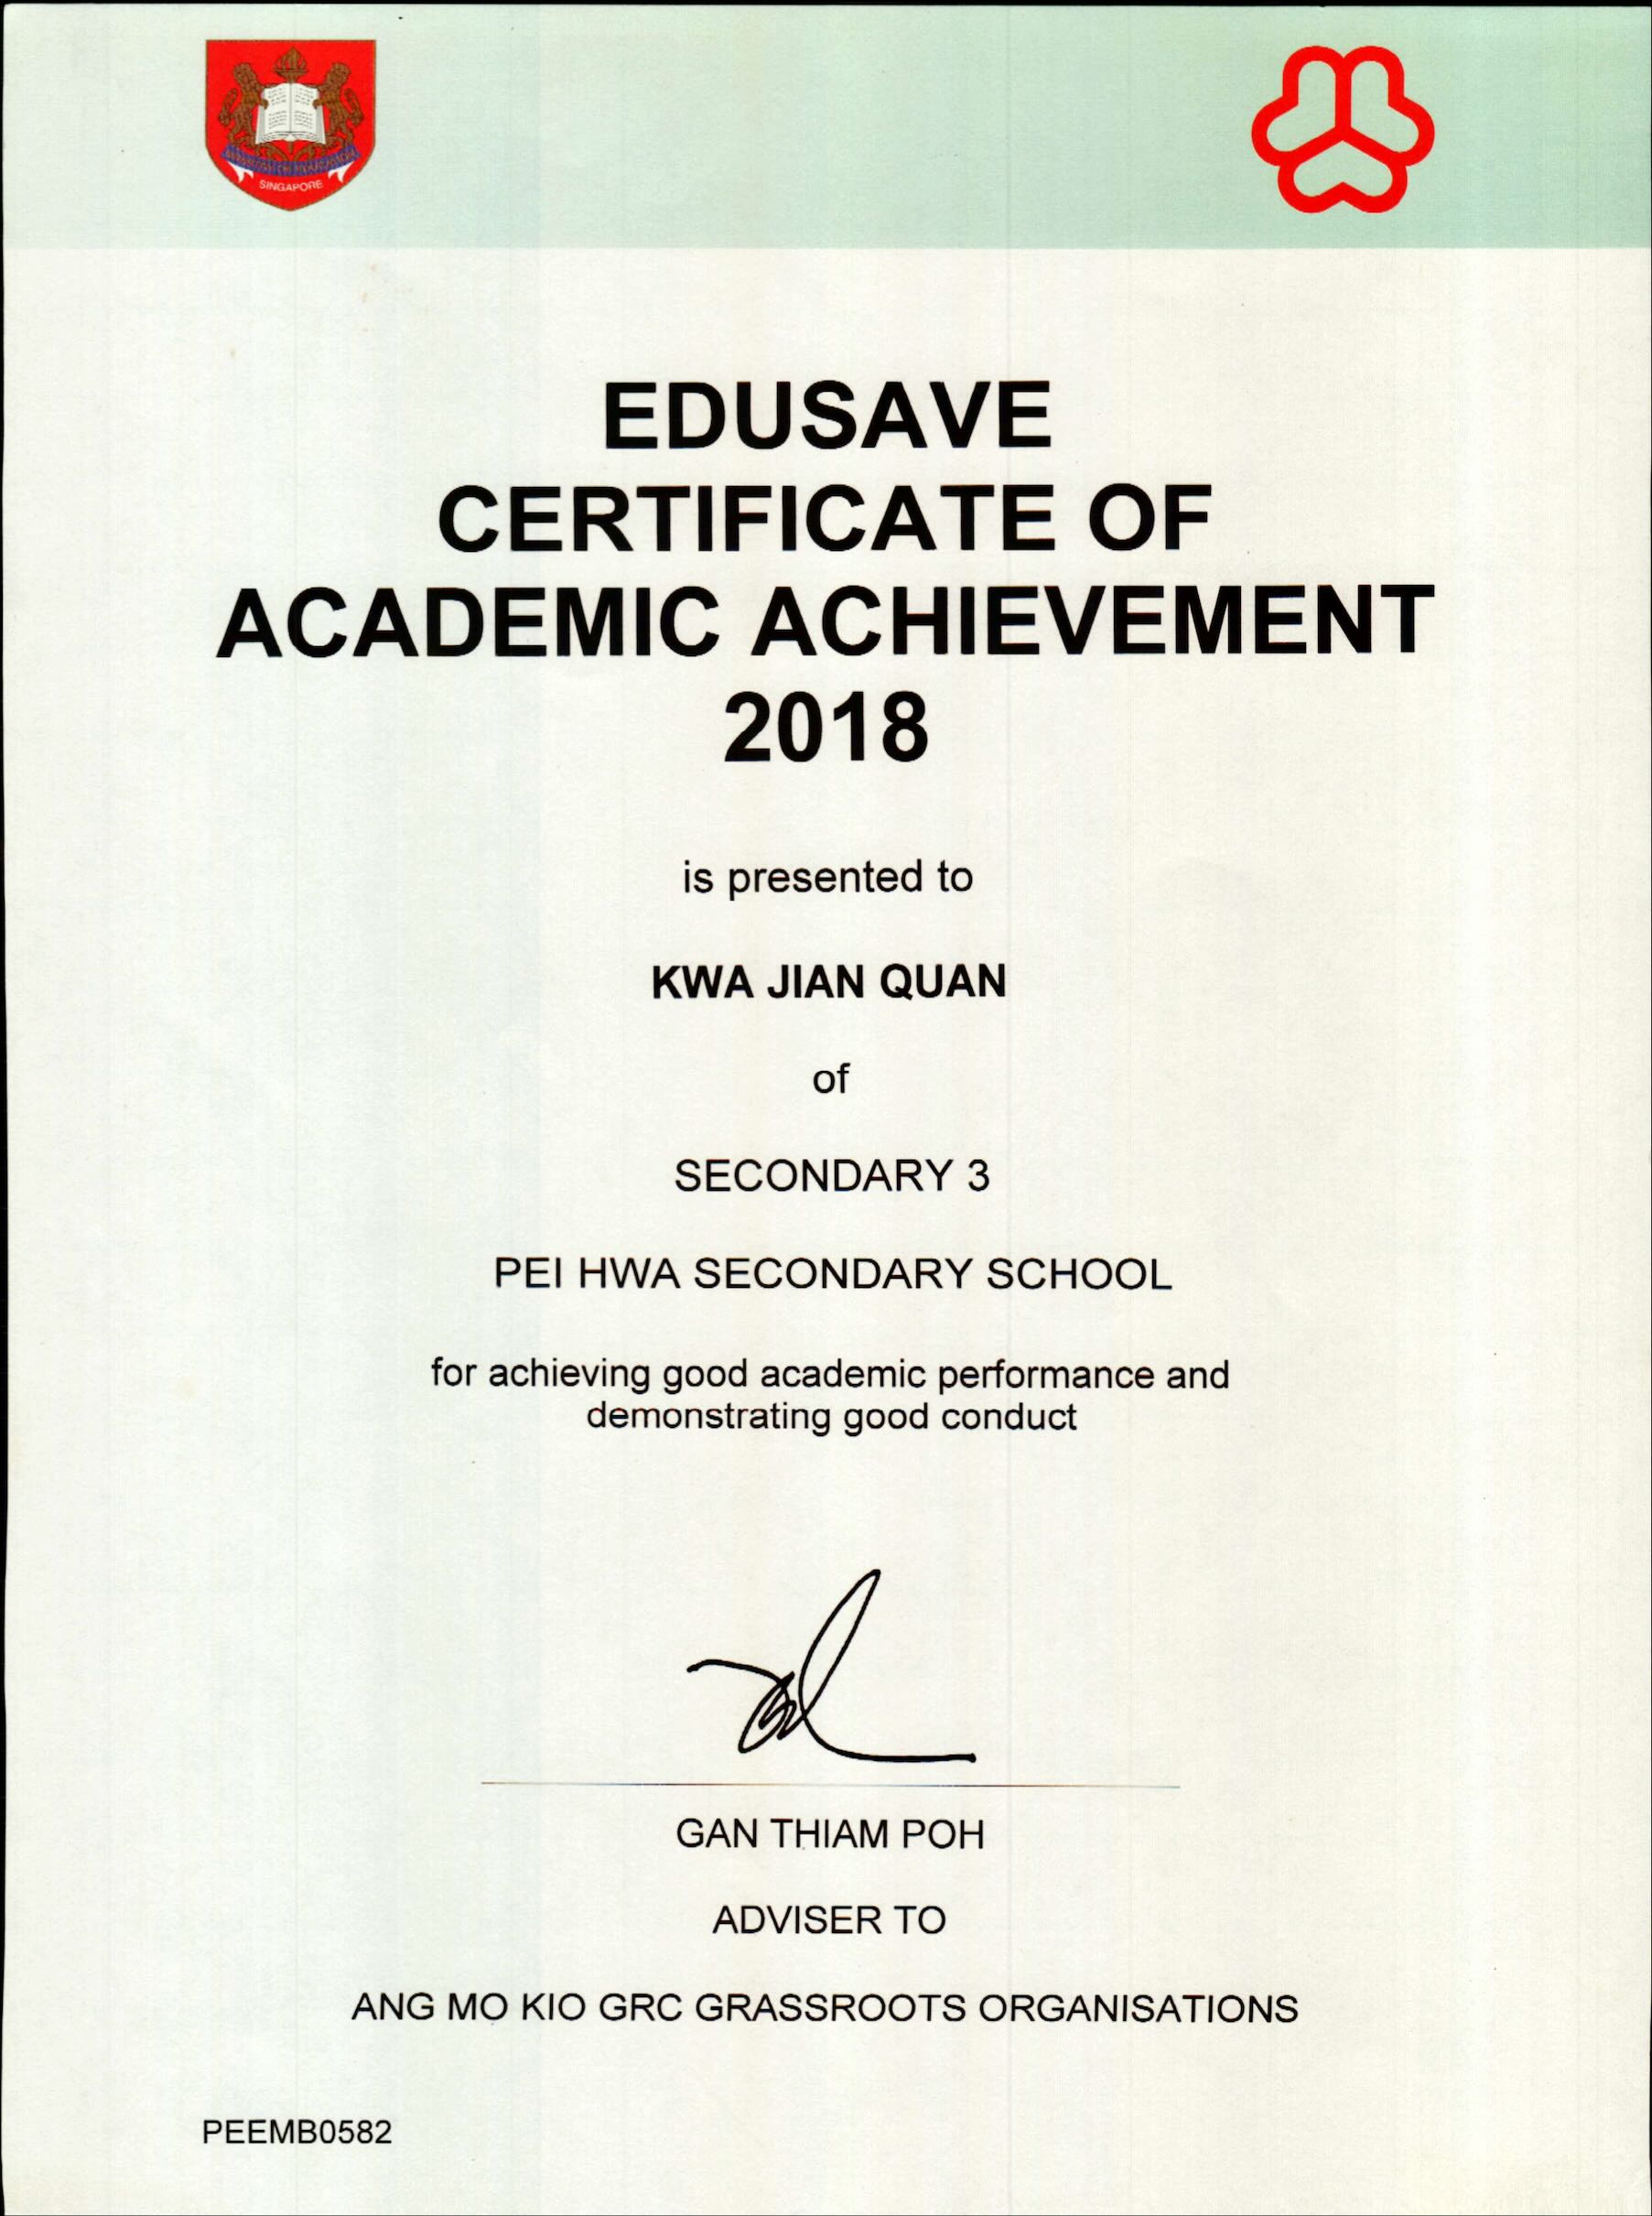 SINGAPORE
EDUSAVE
CERTIFICATE OF
ACADEMIC ACHIEVEMENT
2018
is presented to
KWA JIAN QUAN
of
SECONDARY 3
PEI HWA SECONDARY SCHOOL
for achieving good academic performance and
demonstrating good conduct
GAN THIAM POH
ADVISER TO
ANG MO KIO GRC GRASSROOTS ORGANISATIONS
PEEMB0582